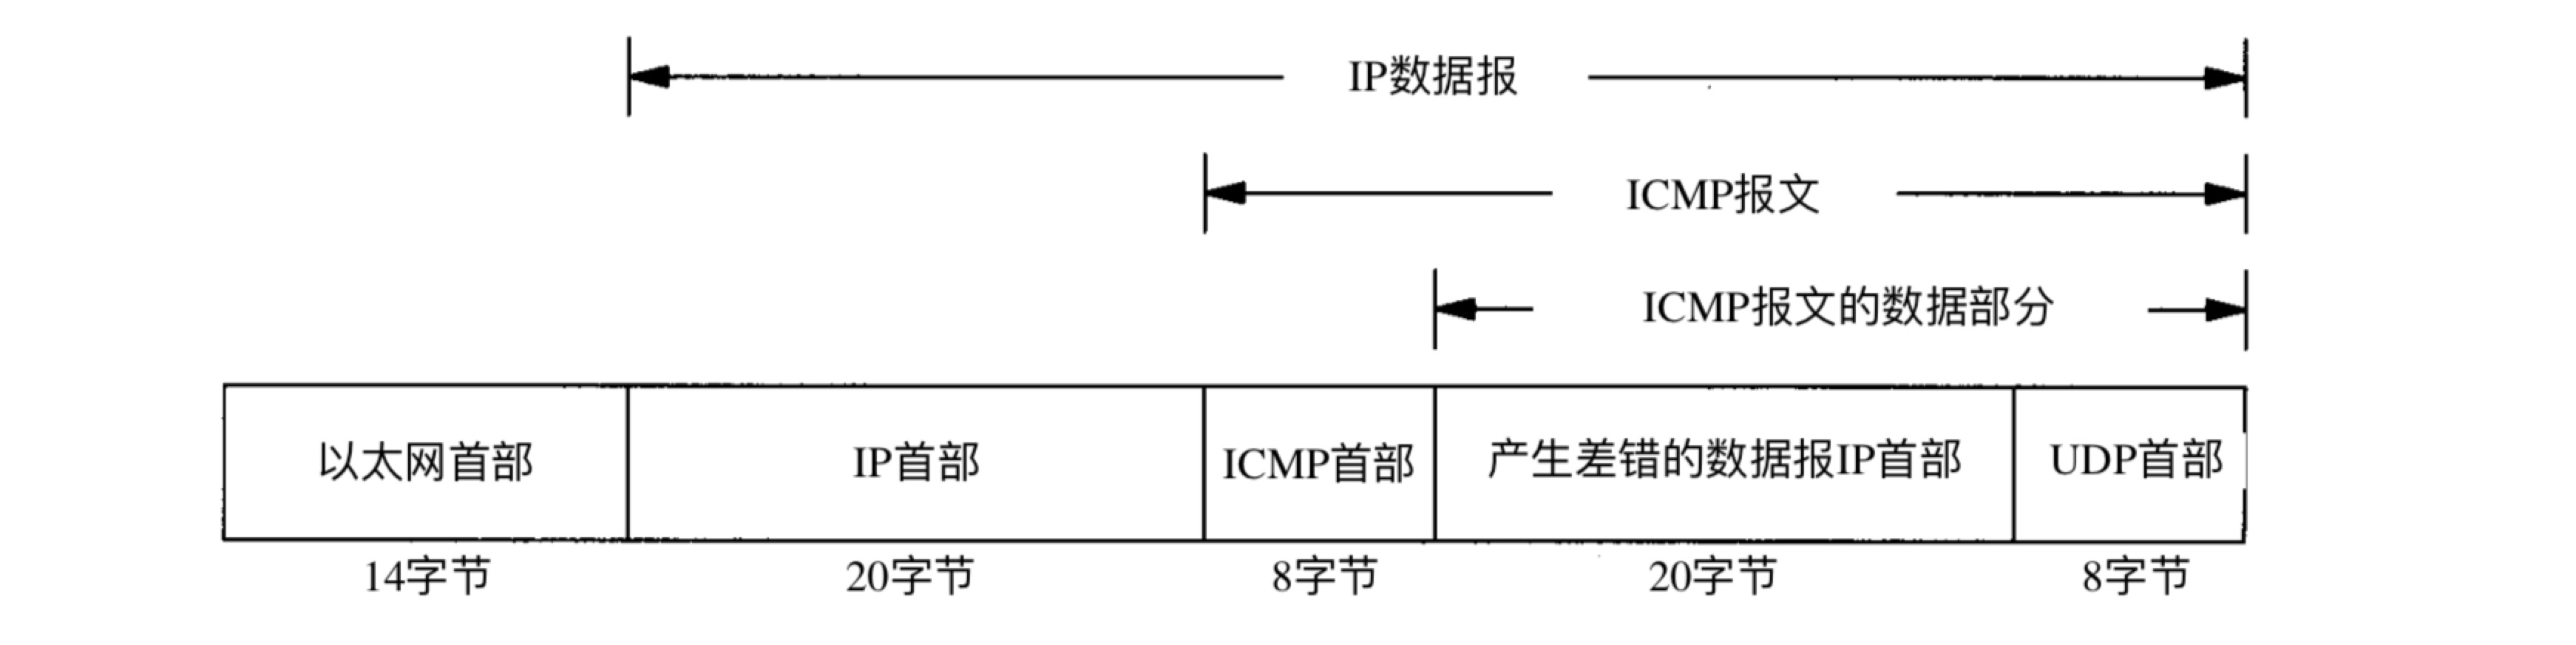 IP数据报
ICMP报文
ICMP报文的数据部分
以太网首部 IP首部 ICMP首部 产生差错的数据报IP首部 UDP首部
14字节 20字节 8字节 20字节 8字节